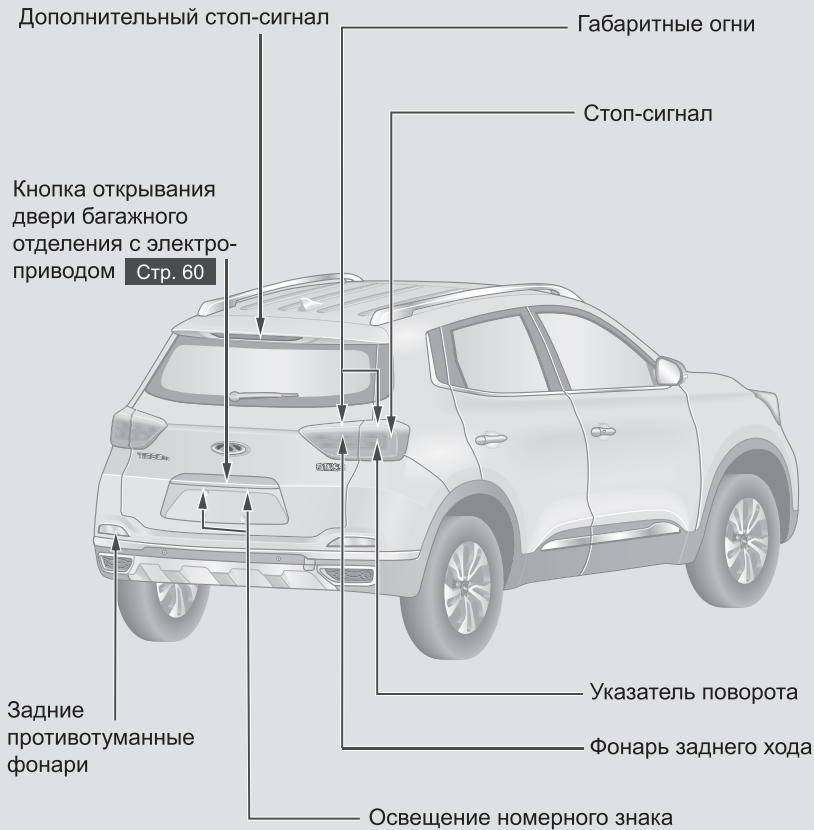 Дополнительный стоп-сигнал
Габаритные огни
Стоп-сигнал
Кнопка открывания
двери багажного
отделения с электро-
приводом Стр. 60
Указатель поворота
Задние
противотуманные
фонари
Фонарь заднего хода
Освещение номерного знака